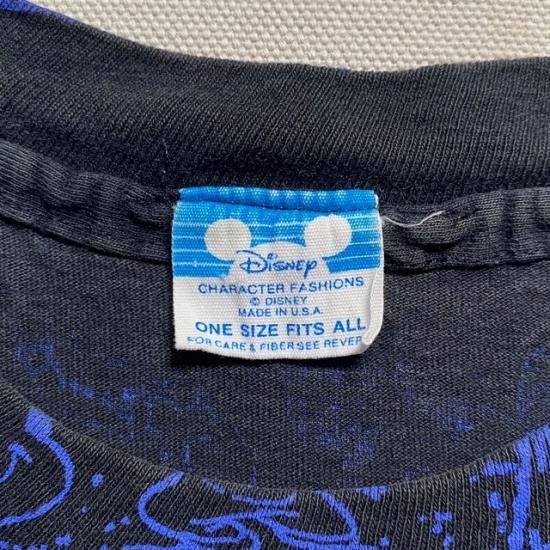 Disney
CHARACTER FASHIONS
© DISNEY
MADE IN U.S.A.
ONE SIZE FITS ALL
FOR CARE & FIBER SEE REVER